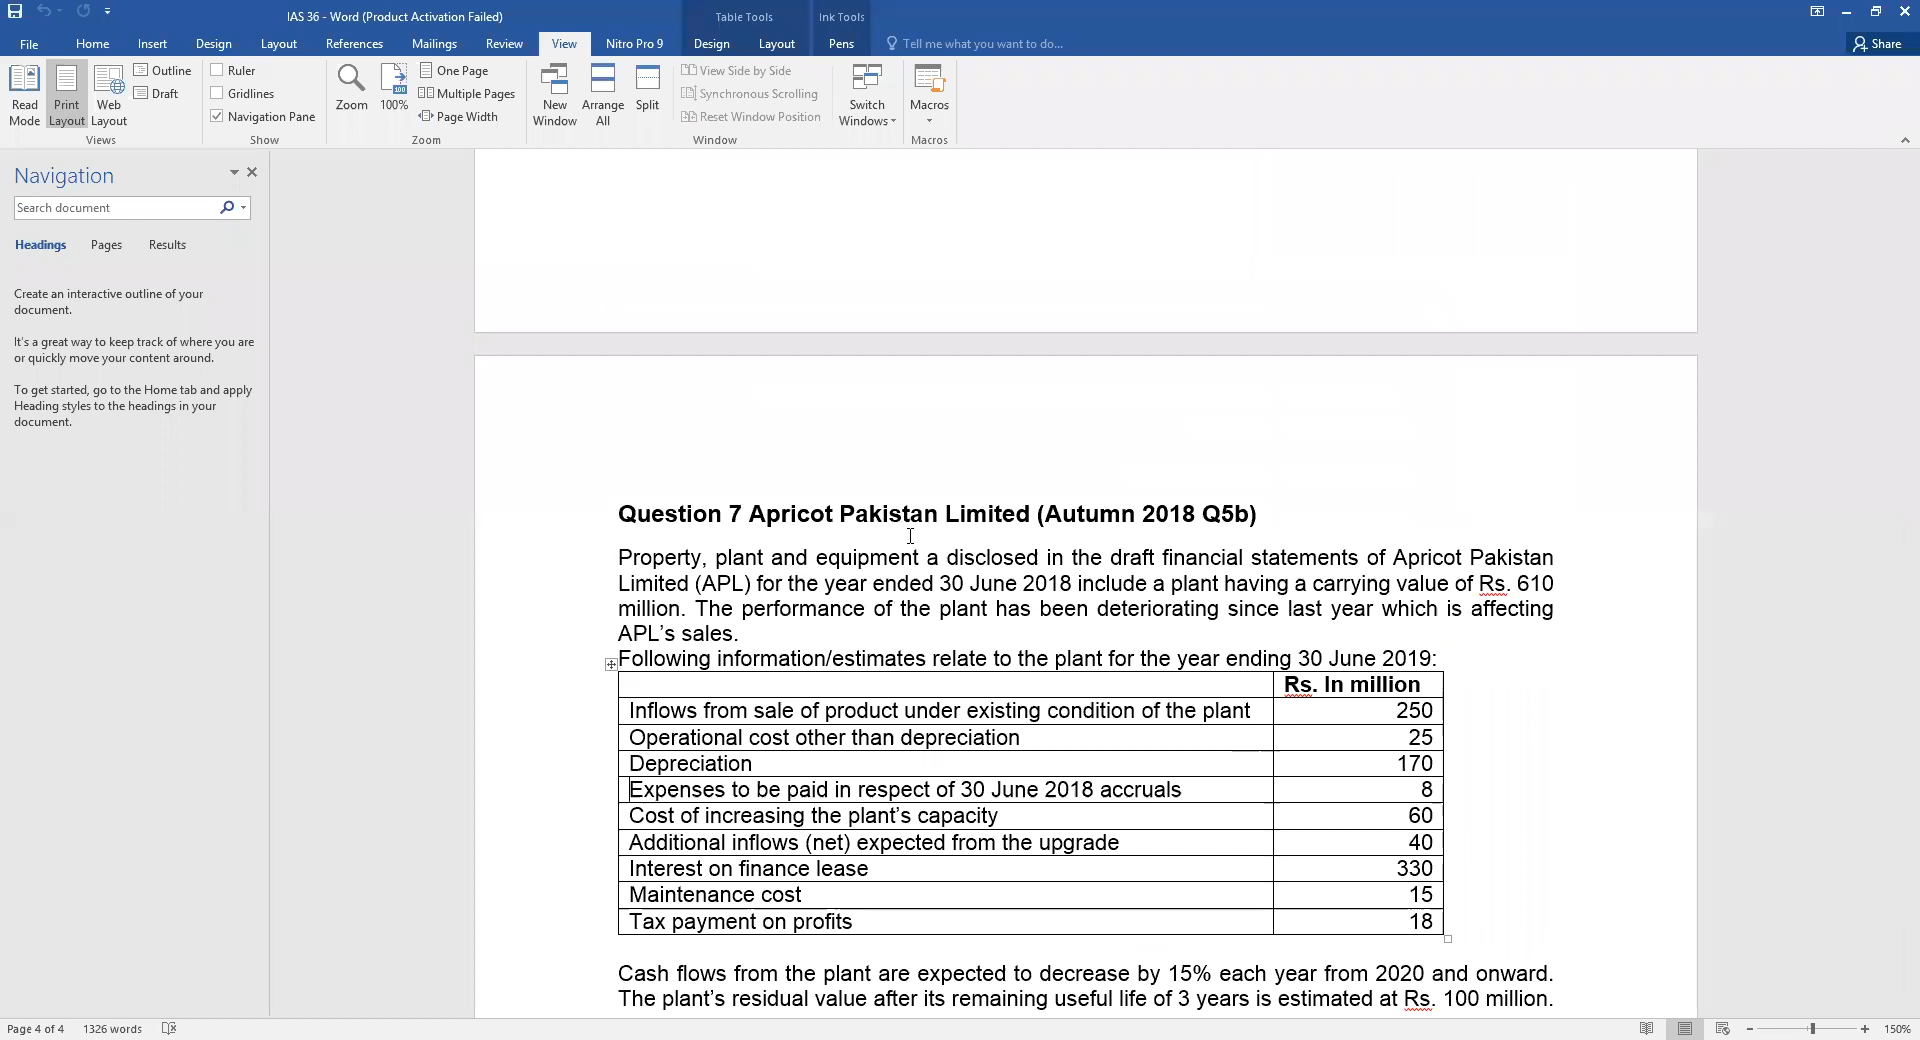 IAS 36 - Word (Product Activation Failed)
Table Tools
Ink Tools
File
Home
Insert
Design
Layout
References
Mailings
Review
View
Nitro Pro 9
Design
Layout
Pens
Tell me what you want to do...
Share
Read Mode
Print Layout
Web Layout
Outline
Draft
Views
Ruler
Gridlines
Navigation Pane
Show
Zoom
100
100%
One Page
Multiple Pages
Page Width
Zoom
New Window
Arrange All
Split
View Side by Side
Synchronous Scrolling
Reset Window Position
Window
Switch Windows
Macros
Macros
Navigation
Search document
Headings
Pages
Results
Create an interactive outline of your
document.
It's a great way to keep track of where you are
or quickly move your content around.
To get started, go to the Home tab and apply
Heading styles to the headings in your
document.
Question 7 Apricot Pakistan Limited (Autumn 2018 Q5b)
Property, plant and equipment a disclosed in the draft financial statements of Apricot Pakistan
Limited (APL) for the year ended 30 June 2018 include a plant having a carrying value of Rs. 610
million. The performance of the plant has been deteriorating since last year which is affecting
APL's sales.
Following information/estimates relate to the plant for the year ending 30 June 2019:
Rs. In million
Inflows from sale of product under existing condition of the plant 250
Operational cost other than depreciation 25
Depreciation 170
Expenses to be paid in respect of 30 June 2018 accruals 8
Cost of increasing the plant's capacity 60
Additional inflows (net) expected from the upgrade 40
Interest on finance lease 330
Maintenance cost 15
Tax payment on profits 18
Cash flows from the plant are expected to decrease by 15% each year from 2020 and onward.
The plant's residual value after its remaining useful life of 3 years is estimated at Rs. 100 million.
Page 4 of 4
1326 words
150%